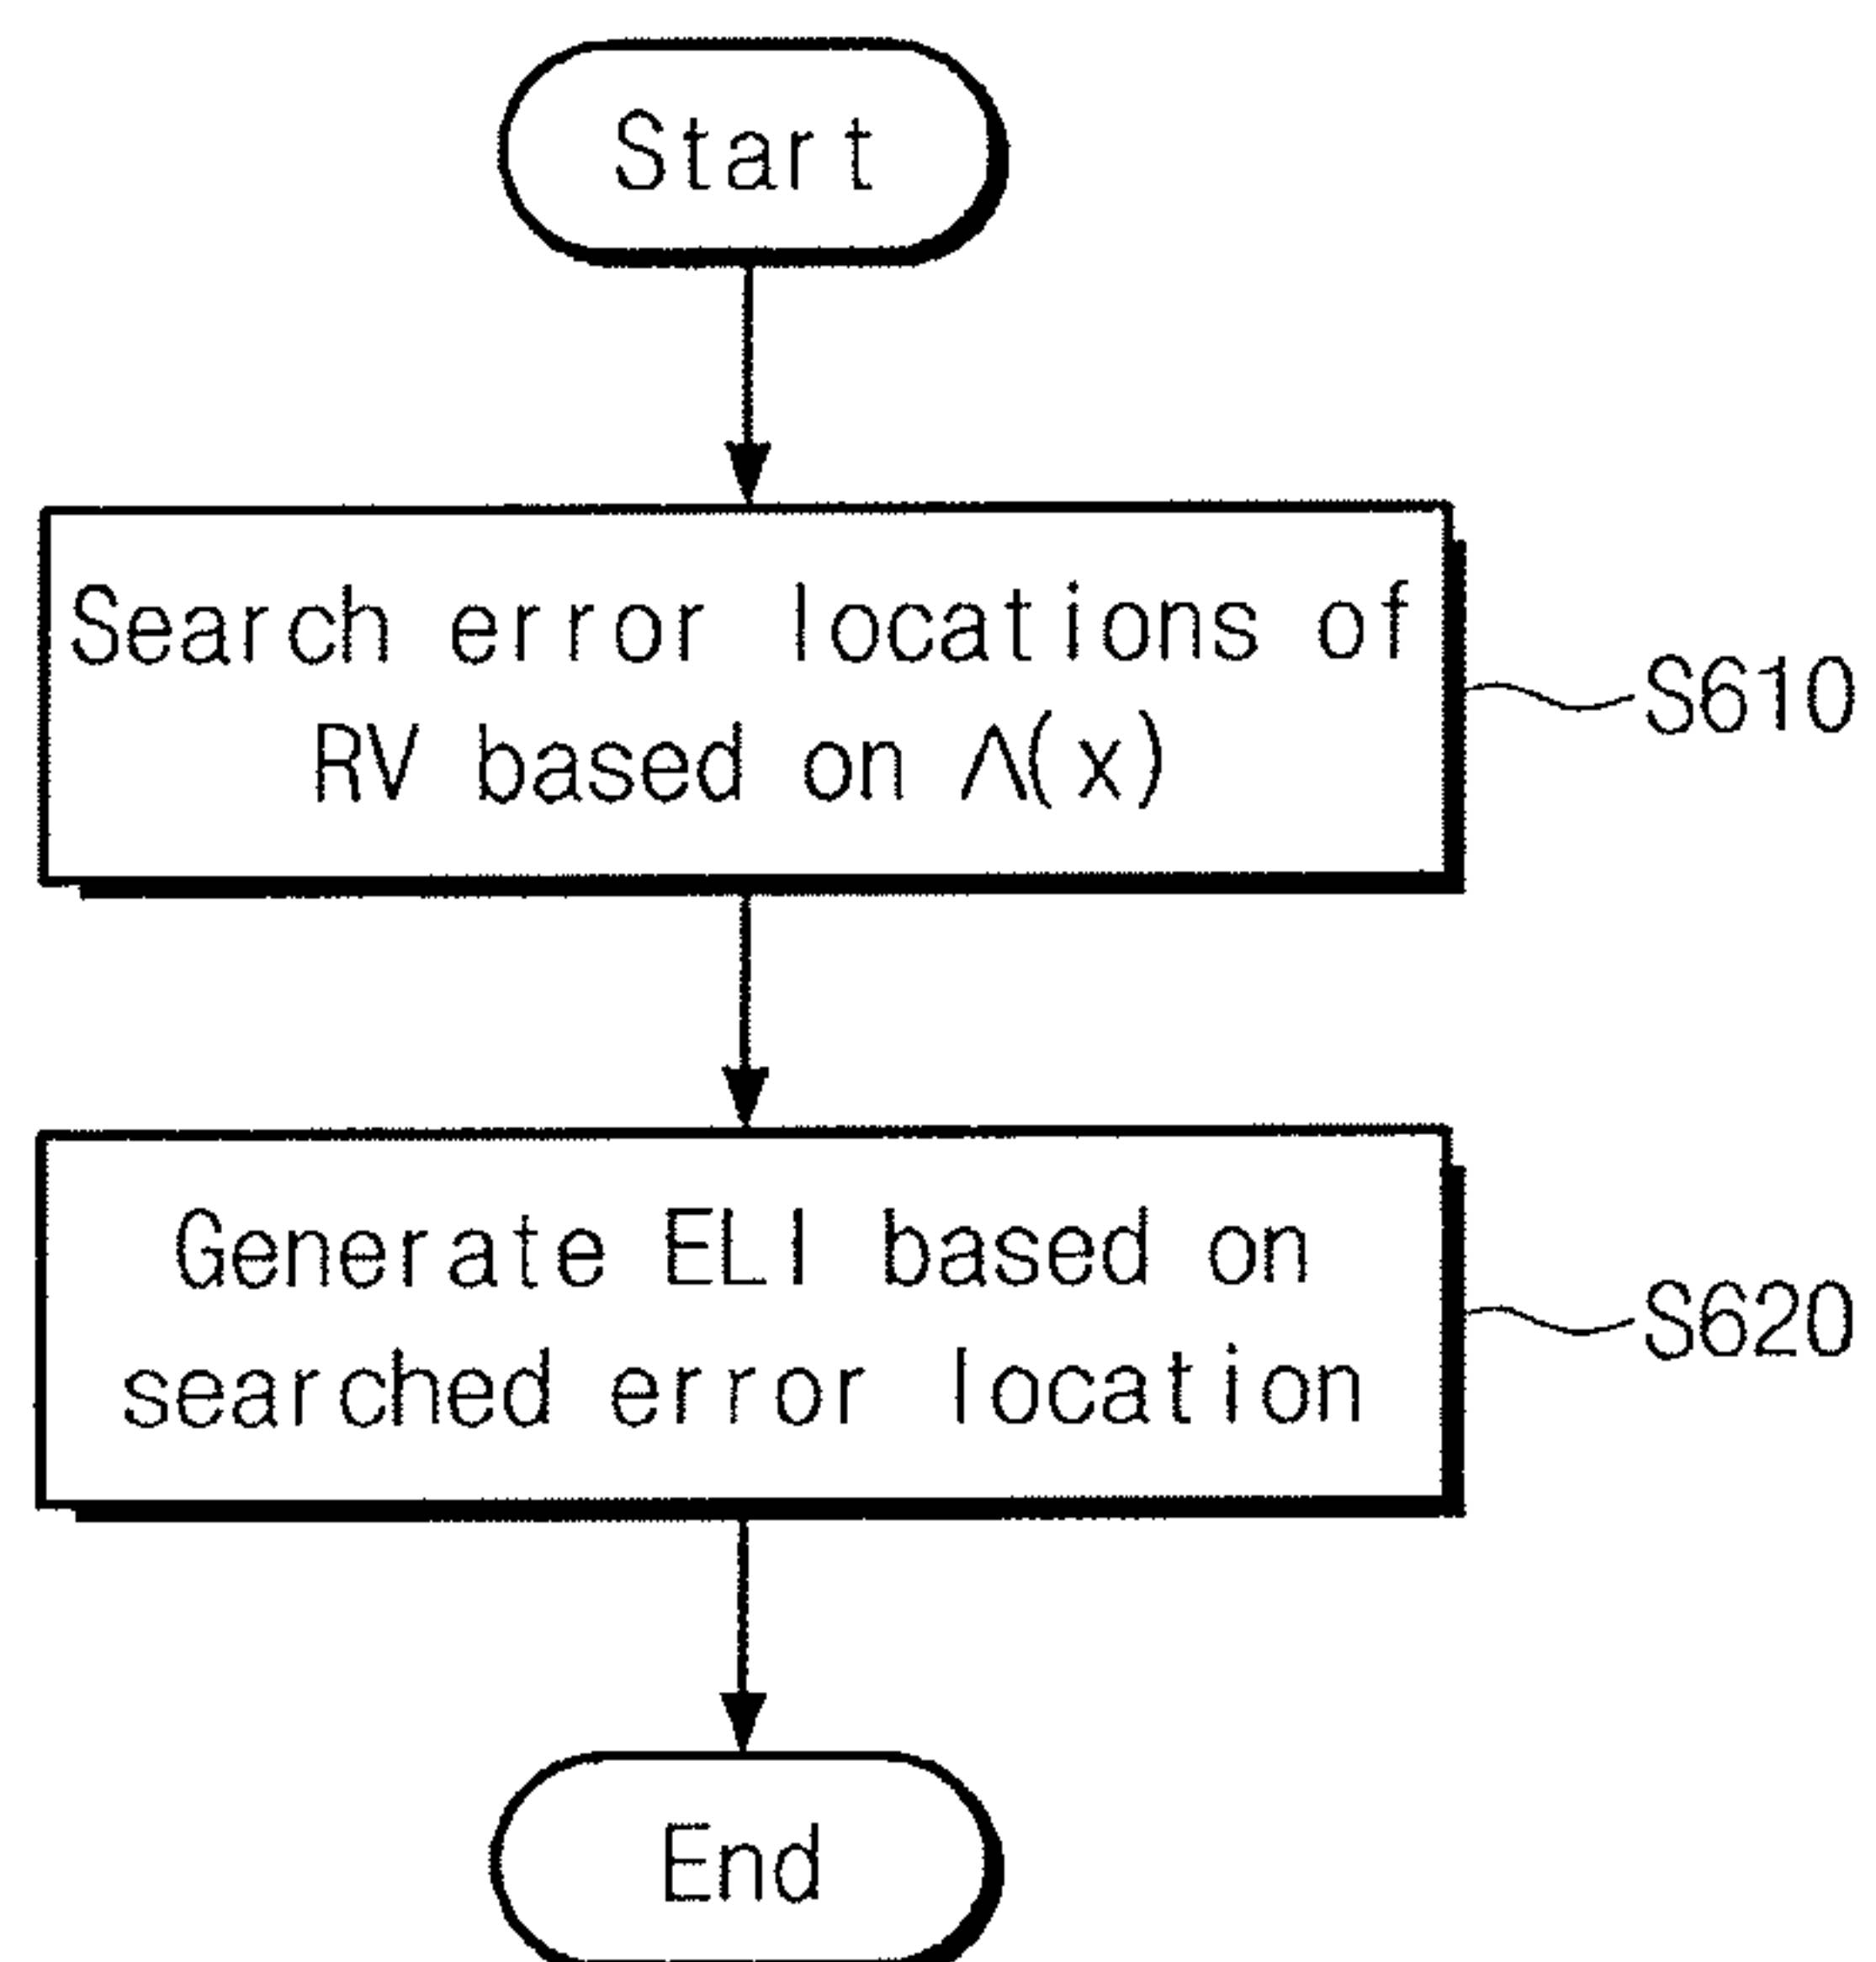 Start
Search error locations of
RV based on Λ(x)
S610
Generate ELI based on
searched error location
S620
End